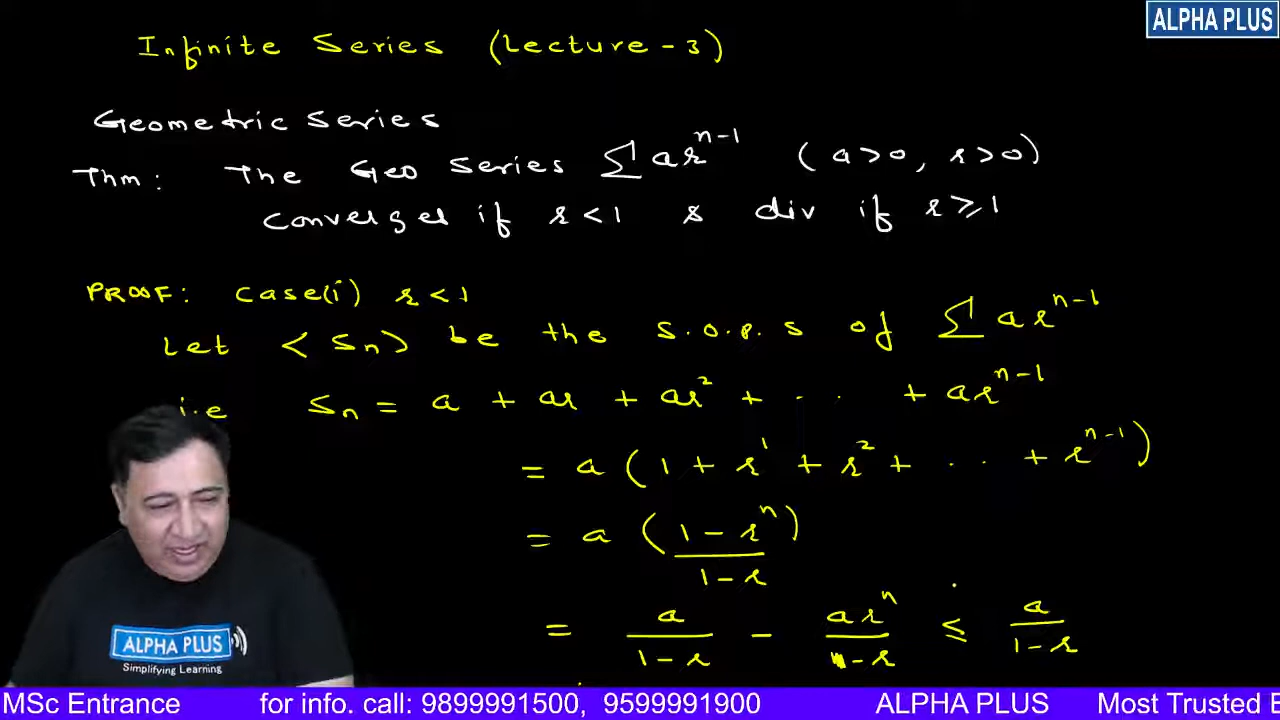 ALPHA PLUS
Infinite Series (Lecture - 3)
Geometric Series
Thm: The Geo Series ∑ ar^{n-1} (a>0, r>0)
Converges if r < 1 & div if r ≥ 1
PROOF: Case(i) r < 1
Let <Sn> be the s.o.p.s of ∑ ar^{n-1}
i.e Sn = a + ar + ar² + .. + ar^{n-1}
= a (1 + r¹ + r² + .. + r^{n-1})
= a (1 - r^n / 1 - r)
= a / 1 - r - ar^n / 1 - r ≤ a / 1 - r
ALPHA PLUS
Simplifying Learning
MSc Entrance for info. call: 9899991500, 9599991900 ALPHA PLUS Most Trusted E